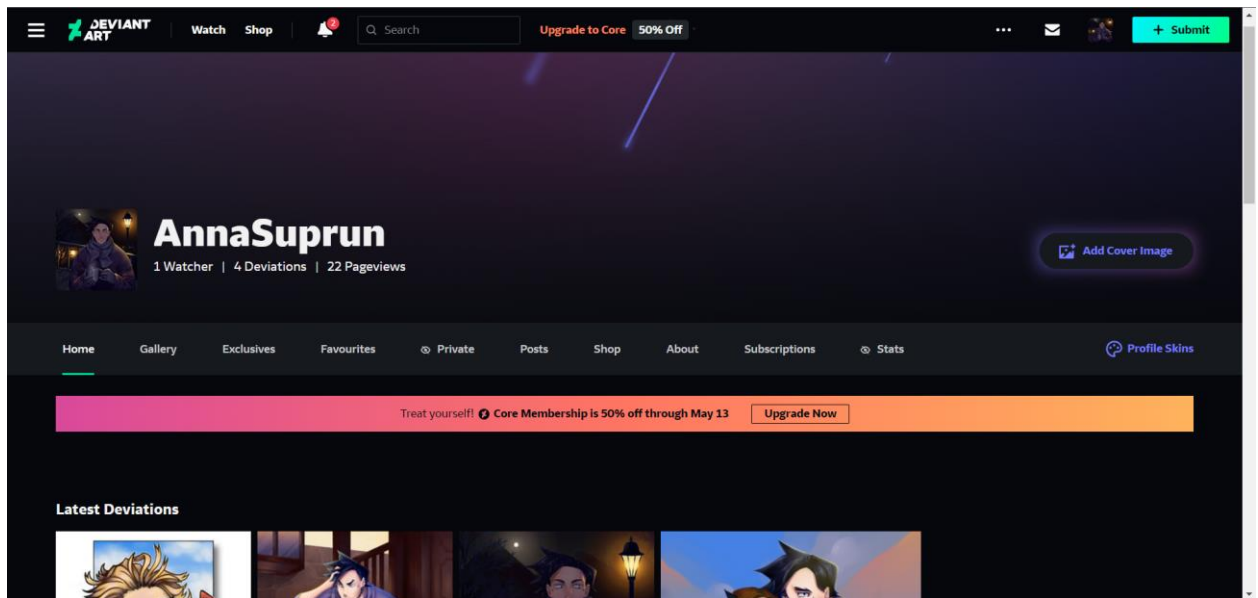 DEVIANT
ART
Watch Shop 2 Search Upgrade to Core 50% Off ... + Submit
AnnaSuprun
1 Watcher | 4 Deviations | 22 Pageviews
Add Cover Image
Home Gallery Exclusives Favourites Private Posts Shop About Subscriptions Stats Profile Skins
Treat yourself! Core Membership is 50% off through May 13 Upgrade Now
Latest Deviations